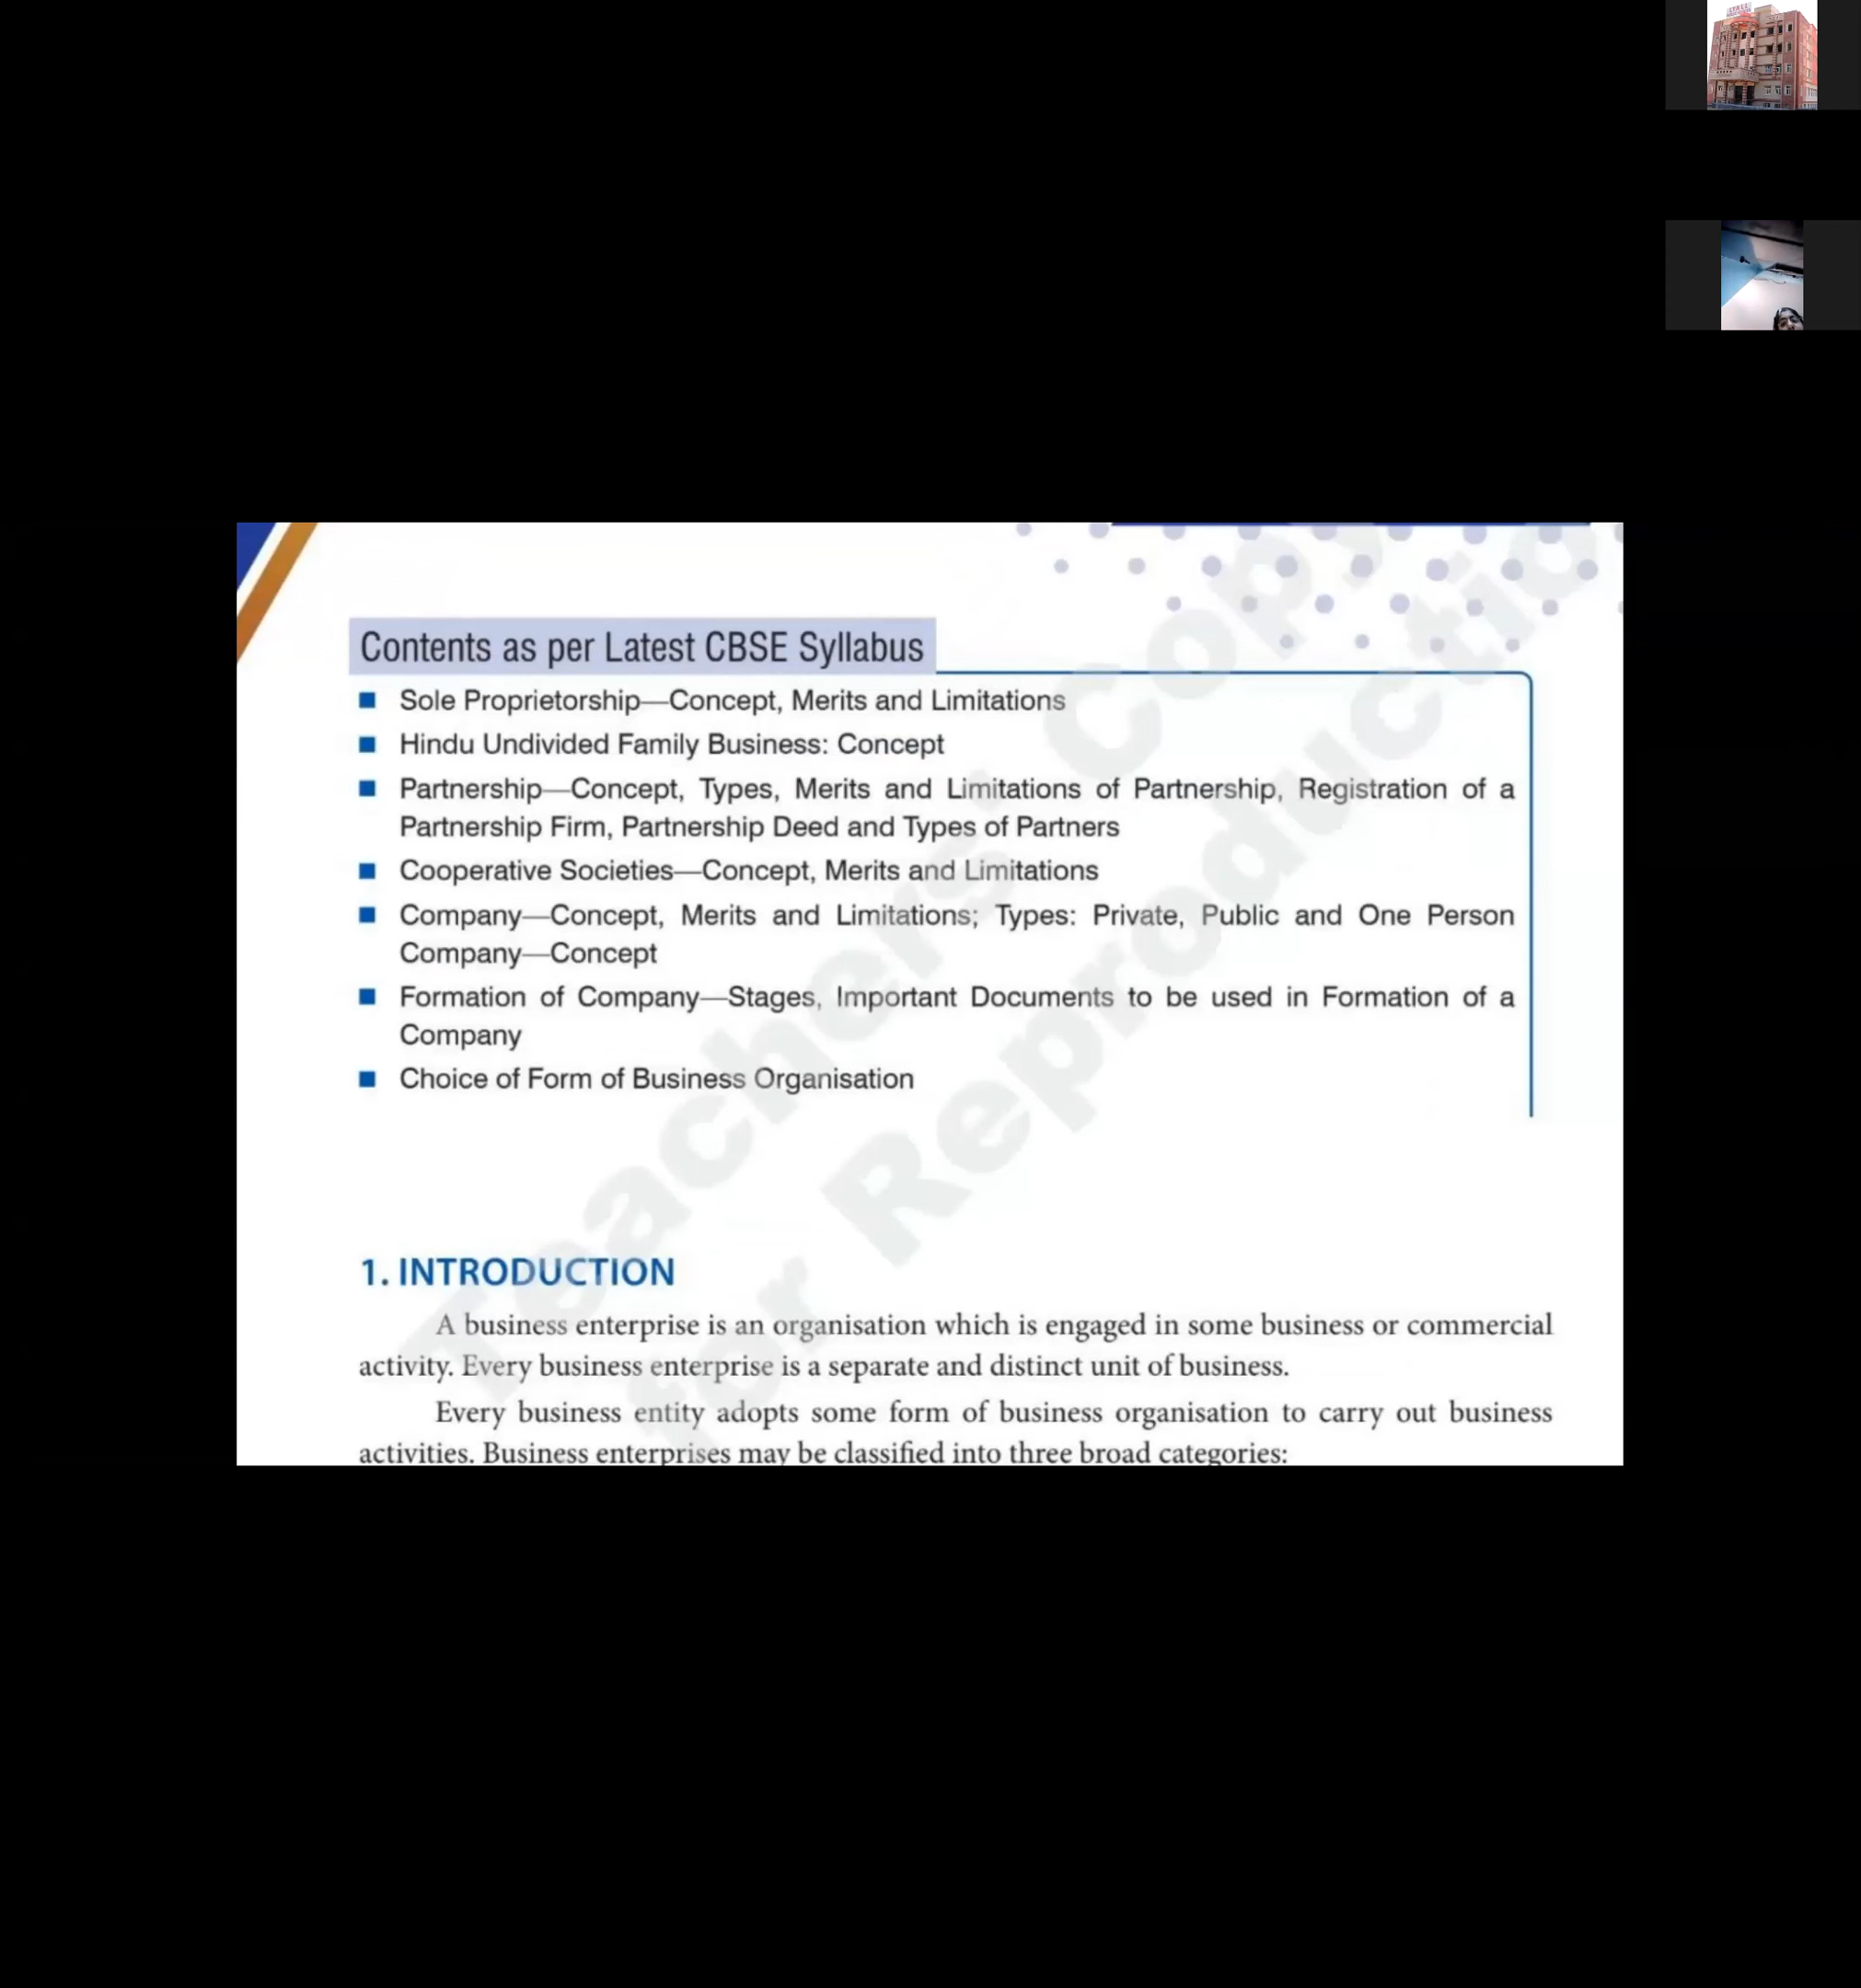 Contents as per Latest CBSE Syllabus
■ Sole Proprietorship—Concept, Merits and Limitations
■ Hindu Undivided Family Business: Concept
■ Partnership—Concept, Types, Merits and Limitations of Partnership, Registration of a
Partnership Firm, Partnership Deed and Types of Partners
■ Cooperative Societies—Concept, Merits and Limitations
■ Company—Concept, Merits and Limitations; Types: Private, Public and One Person
Company—Concept
■ Formation of Company—Stages, Important Documents to be used in Formation of a
Company
■ Choice of Form of Business Organisation
Teachers' Copy
for Reproductio
1. INTRODUCTION
A business enterprise is an organisation which is engaged in some business or commercial
activity. Every business enterprise is a separate and distinct unit of business.
Every business entity adopts some form of business organisation to carry out business
activities. Business enterprises may be classified into three broad categories: